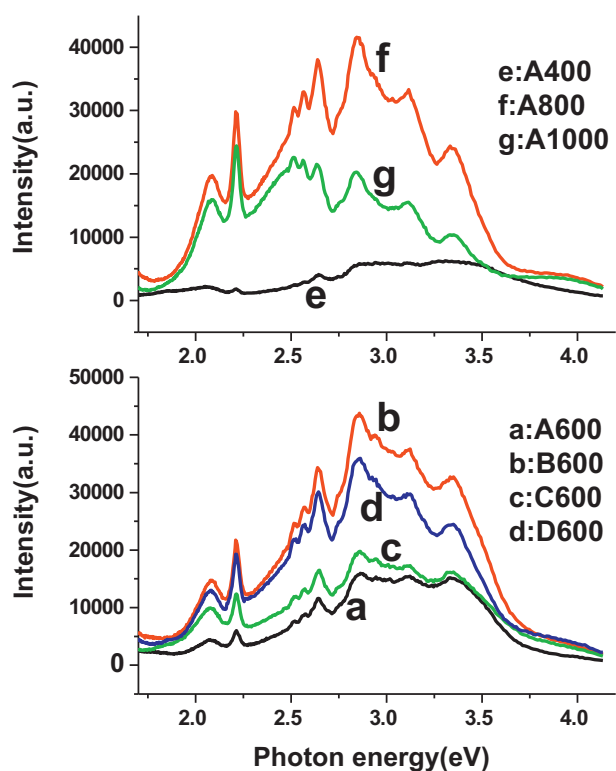 50000
40000
30000
20000
10000
0
Intensity(a.u.)
f
g
e
e:A400
f:A800
g:A1000
2.0 2.5 3.0 3.5 4.0
50000
40000
30000
20000
10000
0
Intensity(a.u.)
b
d
c
a
a:A600
b:B600
c:C600
d:D600
2.0 2.5 3.0 3.5 4.0
Photon energy(eV)